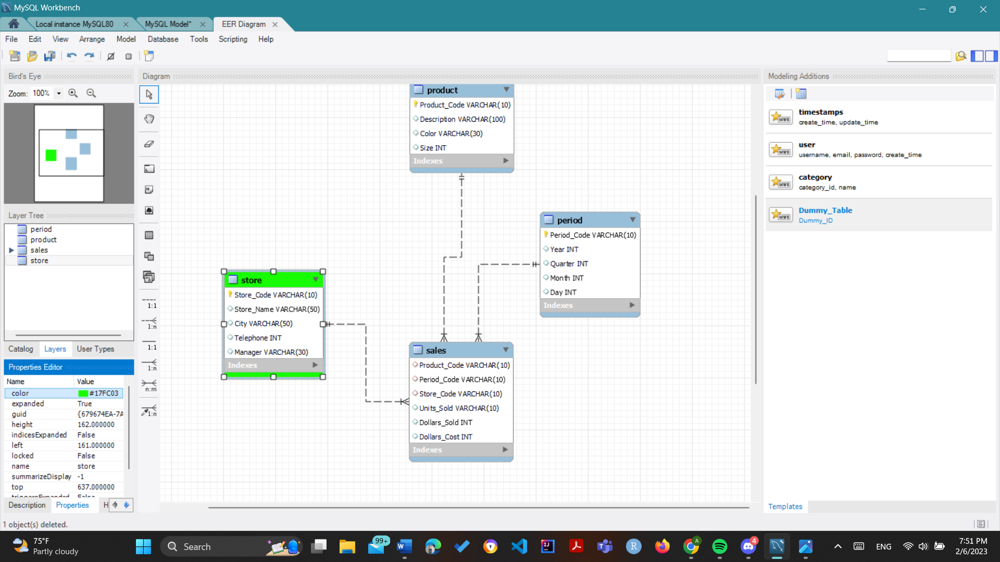 MySQL Workbench
Local instance MySQL80
MySQL Model*
EER Diagram
File Edit View Arrange Model Database Tools Scripting Help
Bird's Eye
Zoom: 100%
Layer Tree
period
product
sales
store
Catalog Layers User Types
Properties Editor
Name Value
color #17FC03
expanded True
guid {679674EA-7A
height 162.000000
indicesExpanded False
left 161.000000
locked False
name store
summarizeDisplay -1
top 637.000000
triggersExpanded False
Description Properties H
1 object(s) deleted.
Diagram
1:1
1:n
1:1
1:n
n:m
1:n
product
Product_Code VARCHAR(10)
Description VARCHAR(100)
Color VARCHAR(30)
Size INT
Indexes
period
Period_Code VARCHAR(10)
Year INT
Quarter INT
Month INT
Day INT
Indexes
store
Store_Code VARCHAR(10)
Store_Name VARCHAR(50)
City VARCHAR(50)
Telephone INT
Manager VARCHAR(30)
Indexes
sales
Product_Code VARCHAR(10)
Period_Code VARCHAR(10)
Store_Code VARCHAR(10)
Units_Sold VARCHAR(10)
Dollars_Sold INT
Dollars_Cost INT
Indexes
Modeling Additions
MWB
timestamps
create_time, update_time
MWB
user
username, email, password, create_time
MWB
category
category_id, name
MWB
Dummy_Table
Dummy_ID
Templates
75°F
Partly cloudy
Search
99+
W
IJ
T
R
A
4
ENG
7:51 PM
2/6/2023